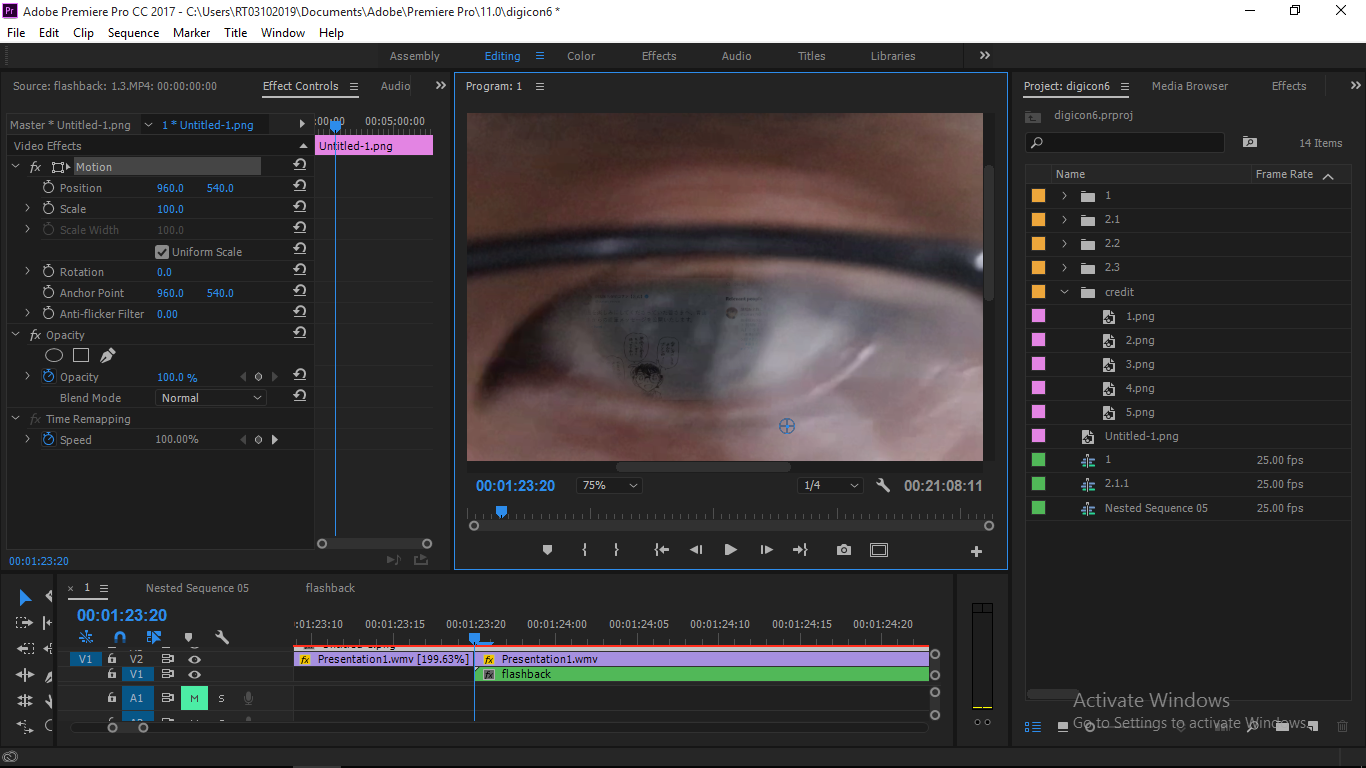 Adobe Premiere Pro CC 2017 - C:\Users\RT03102019\Documents\Adobe\Premiere Pro\11.0\digicon6 *
File Edit Clip Sequence Marker Title Window Help
Assembly Editing Color Effects Audio Titles Libraries
Source: flashback: 1.3.MP4: 00:00:00:00 Effect Controls Audio
Master * Untitled-1.png 1 * Untitled-1.png
:00:00 00:05:00:00
Video Effects
Untitled-1.png
fx Motion
Position 960.0 540.0
Scale 100.0
Scale Width 100.0
Uniform Scale
Rotation 0.0
Anchor Point 960.0 540.0
Anti-flicker Filter 0.00
fx Opacity
Opacity 100.0 %
Blend Mode Normal
fx Time Remapping
Speed 100.00%
00:01:23:20
Program: 1
00:01:23:20 75% 1/4 00:21:08:11
Project: digicon6 Media Browser Effects
digicon6.prproj
14 Items
Name Frame Rate
1
2.1
2.2
2.3
credit
1.png
2.png
3.png
4.png
5.png
Untitled-1.png
1 25.00 fps
2.1.1 25.00 fps
Nested Sequence 05 25.00 fps
× 1 Nested Sequence 05 flashback
00:01:23:20
:01:23:10 00:01:23:15 00:01:23:20 00:01:24:00 00:01:24:05 00:01:24:10 00:01:24:15 00:01:24:20
V1 V2 fx Presentation1.wmv [199.63%] fx Presentation1.wmv
V1 fx flashback
A1 M S
Activate Windows
Go to Settings to activate Windows.